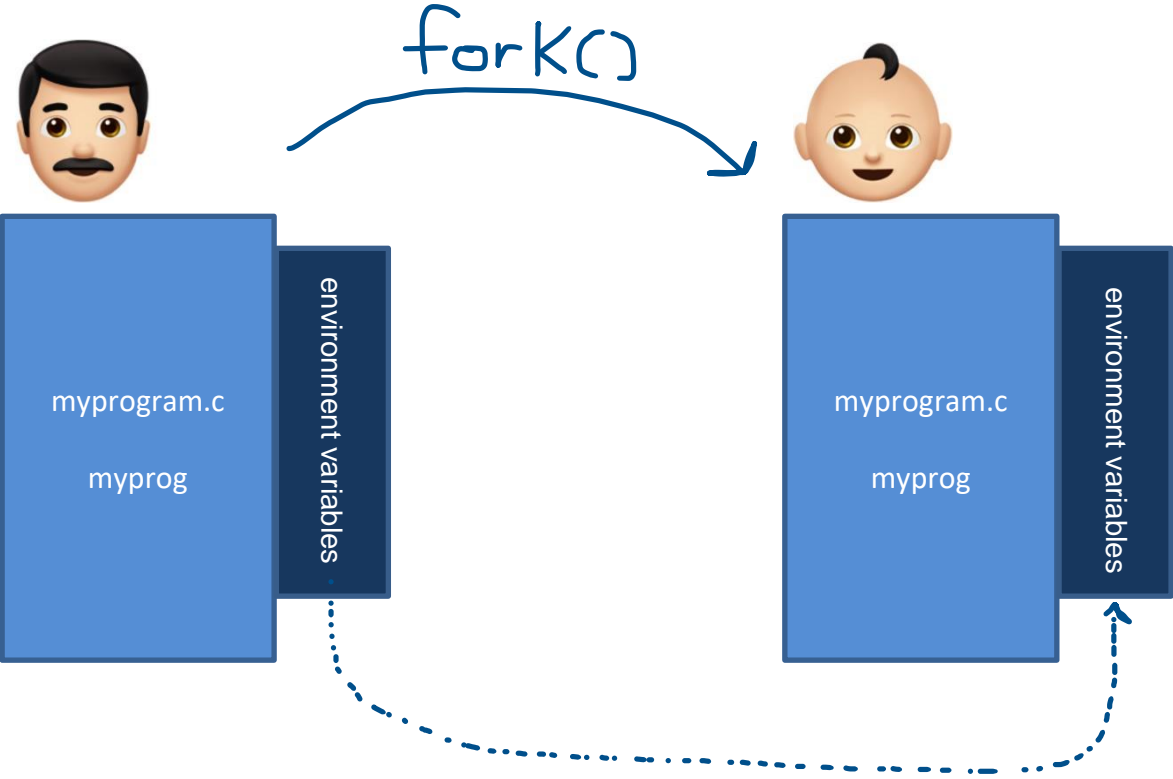 fork()
myprogram.c
myprog
environment variables
myprogram.c
myprog
environment variables